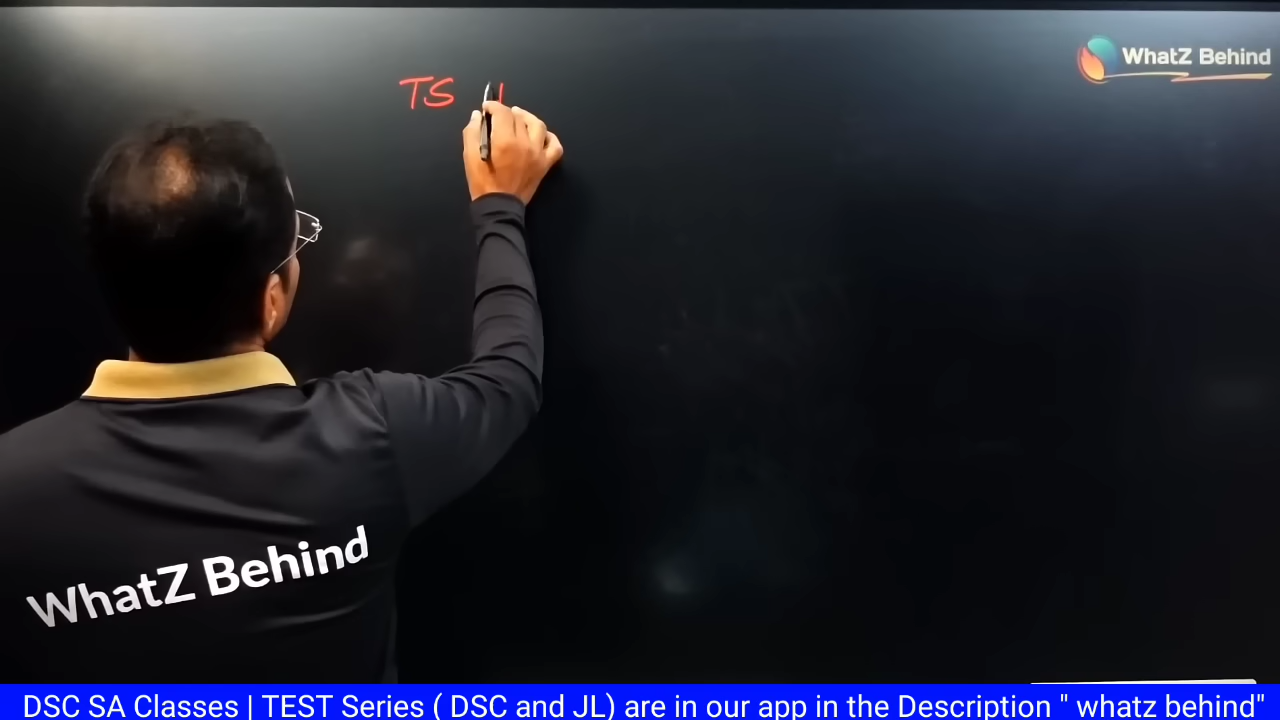 TS
WhatZ Behind
WhatZ Behind
DSC SA Classes | TEST Series ( DSC and JL) are in our app in the Description " whatz behind"